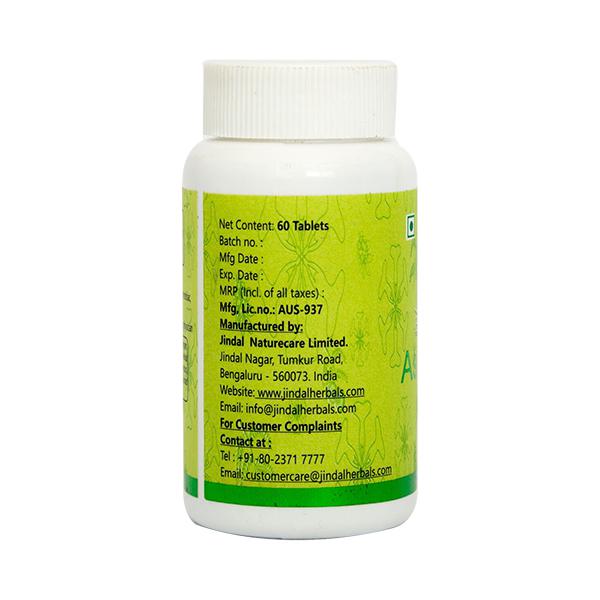 Net Content: 60 Tablets
Batch no. :
Mfg Date :
Exp. Date :
MRP (Incl. of all taxes) :
Mfg, Lic.no.: AUS-937
Manufactured by:
Jindal Naturecare Limited.
Jindal Nagar, Tumkur Road,
Bengaluru - 560073. India
Website: www.jindalherbals.com
Email: info@jindalherbals.com
For Customer Complaints
Contact at :
Tel : +91-80-2371 7777
Email: customercare@jindalherbals.com
A